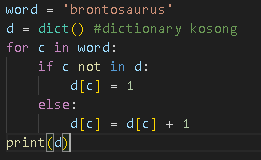 word = 'brontosaurus'
d = dict() #dictionary kosong
for c in word:
    if c not in d:
        d[c] = 1
    else:
        d[c] = d[c] + 1
print(d)